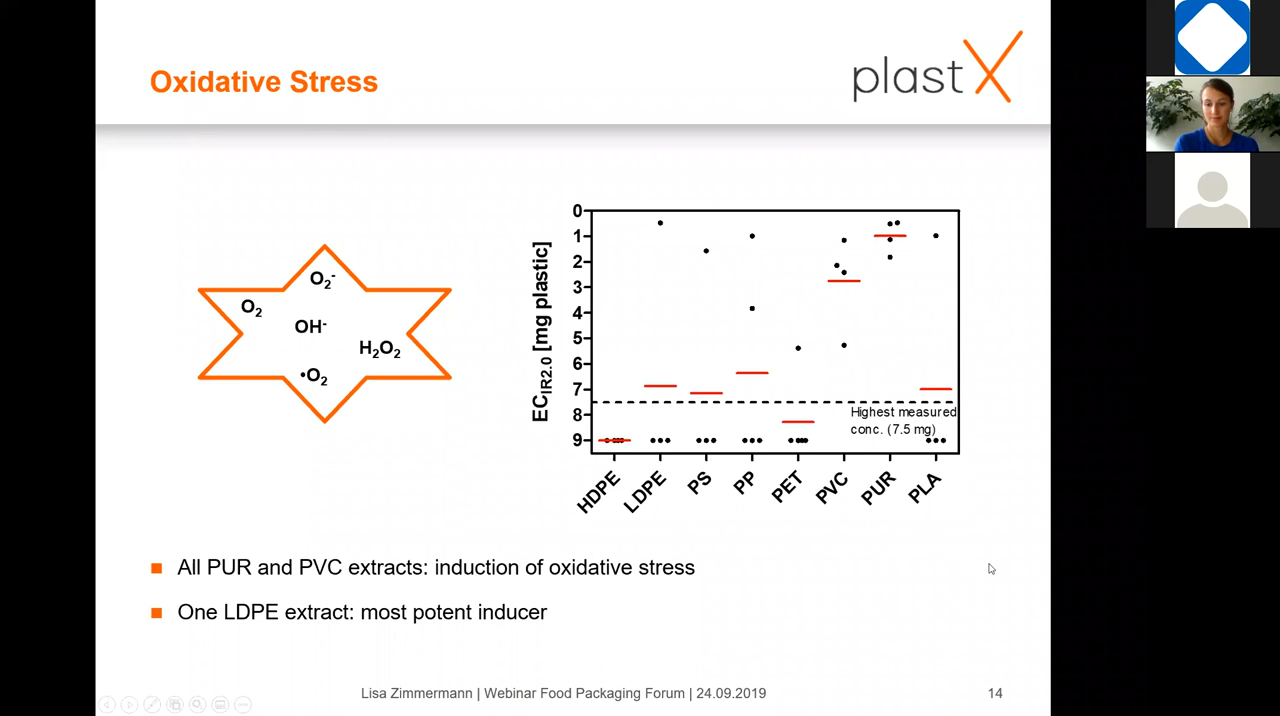 Oxidative Stress
plastX
O₂⁻
O₂
OH⁻
H₂O₂
•O₂
EC_IR2.0 [mg plastic]
0
1
2
3
4
5
6
7
8
9
Highest measured
conc. (7.5 mg)
HDPE
LDPE
PS
PP
PET
PVC
PUR
PLA
All PUR and PVC extracts: induction of oxidative stress
One LDPE extract: most potent inducer
Lisa Zimmermann | Webinar Food Packaging Forum | 24.09.2019
14